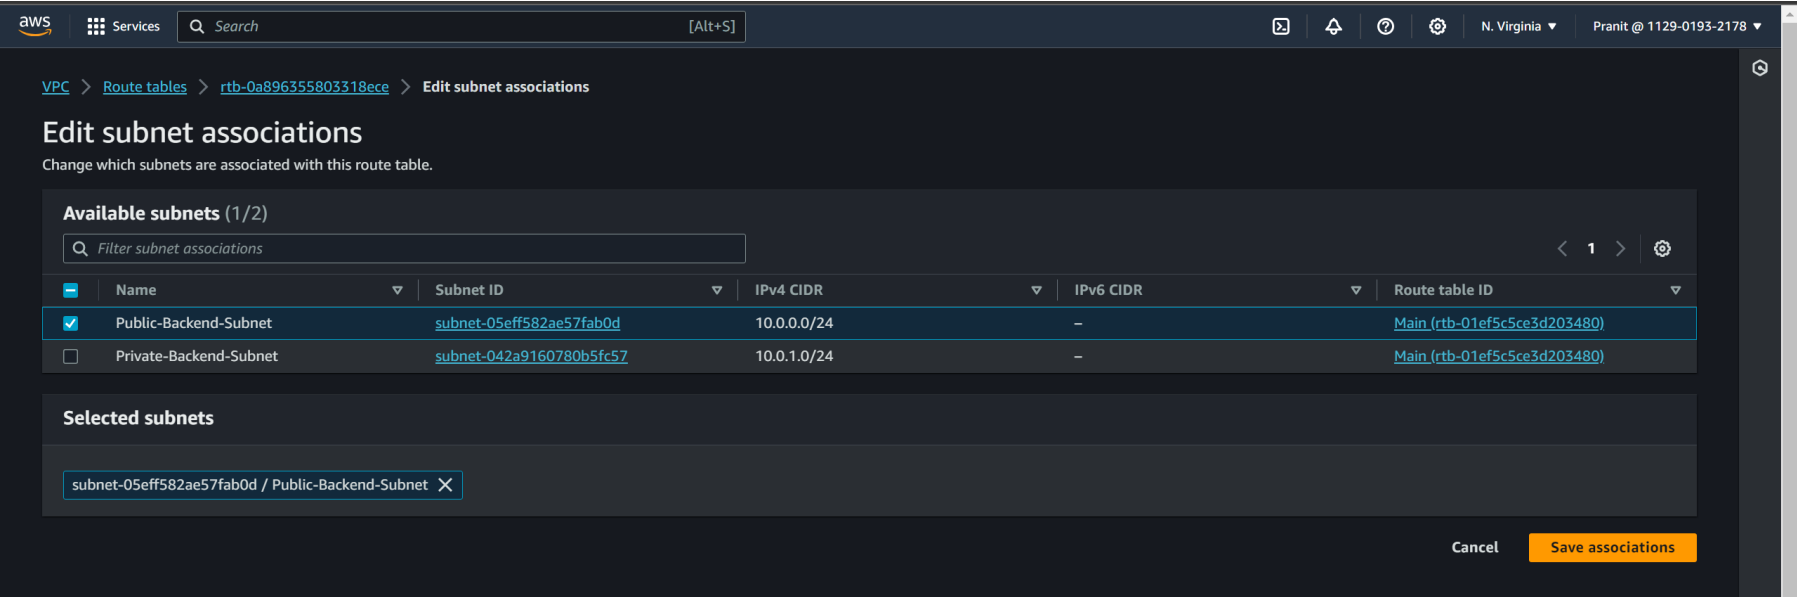 aws Services Search [Alt+S] N. Virginia Pranit @ 1129-0193-2178
VPC Route tables rtb-0a896355803318ece Edit subnet associations
Edit subnet associations
Change which subnets are associated with this route table.
Available subnets (1/2)
Filter subnet associations 1
Name Subnet ID IPv4 CIDR IPv6 CIDR Route table ID
Public-Backend-Subnet subnet-05eff582ae57fab0d 10.0.0.0/24 – Main (rtb-01ef5c5ce3d203480)
Private-Backend-Subnet subnet-042a9160780b5fc57 10.0.1.0/24 – Main (rtb-01ef5c5ce3d203480)
Selected subnets
subnet-05eff582ae57fab0d / Public-Backend-Subnet
Cancel Save associations